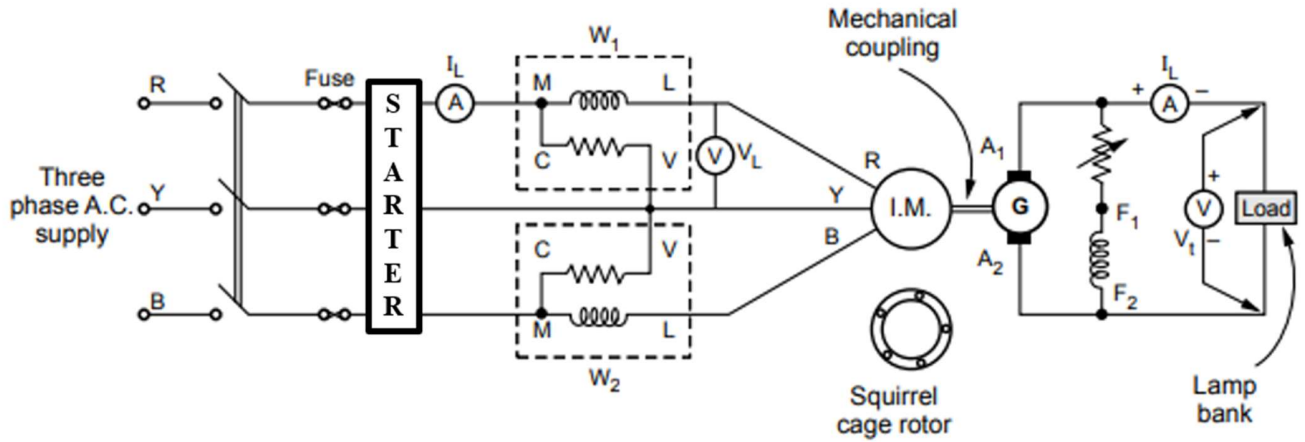 Mechanical
coupling
W1
IL
IL
R
Fuse
STARTER
A
M
L
+
A
–
C
V
V
VL
R
A1
Three
phase A.C.
supply
Y
Y
I.M.
G
F1
+
V
Vt
–
Load
B
C
V
A2
F2
B
M
L
W2
Squirrel
cage rotor
Lamp
bank